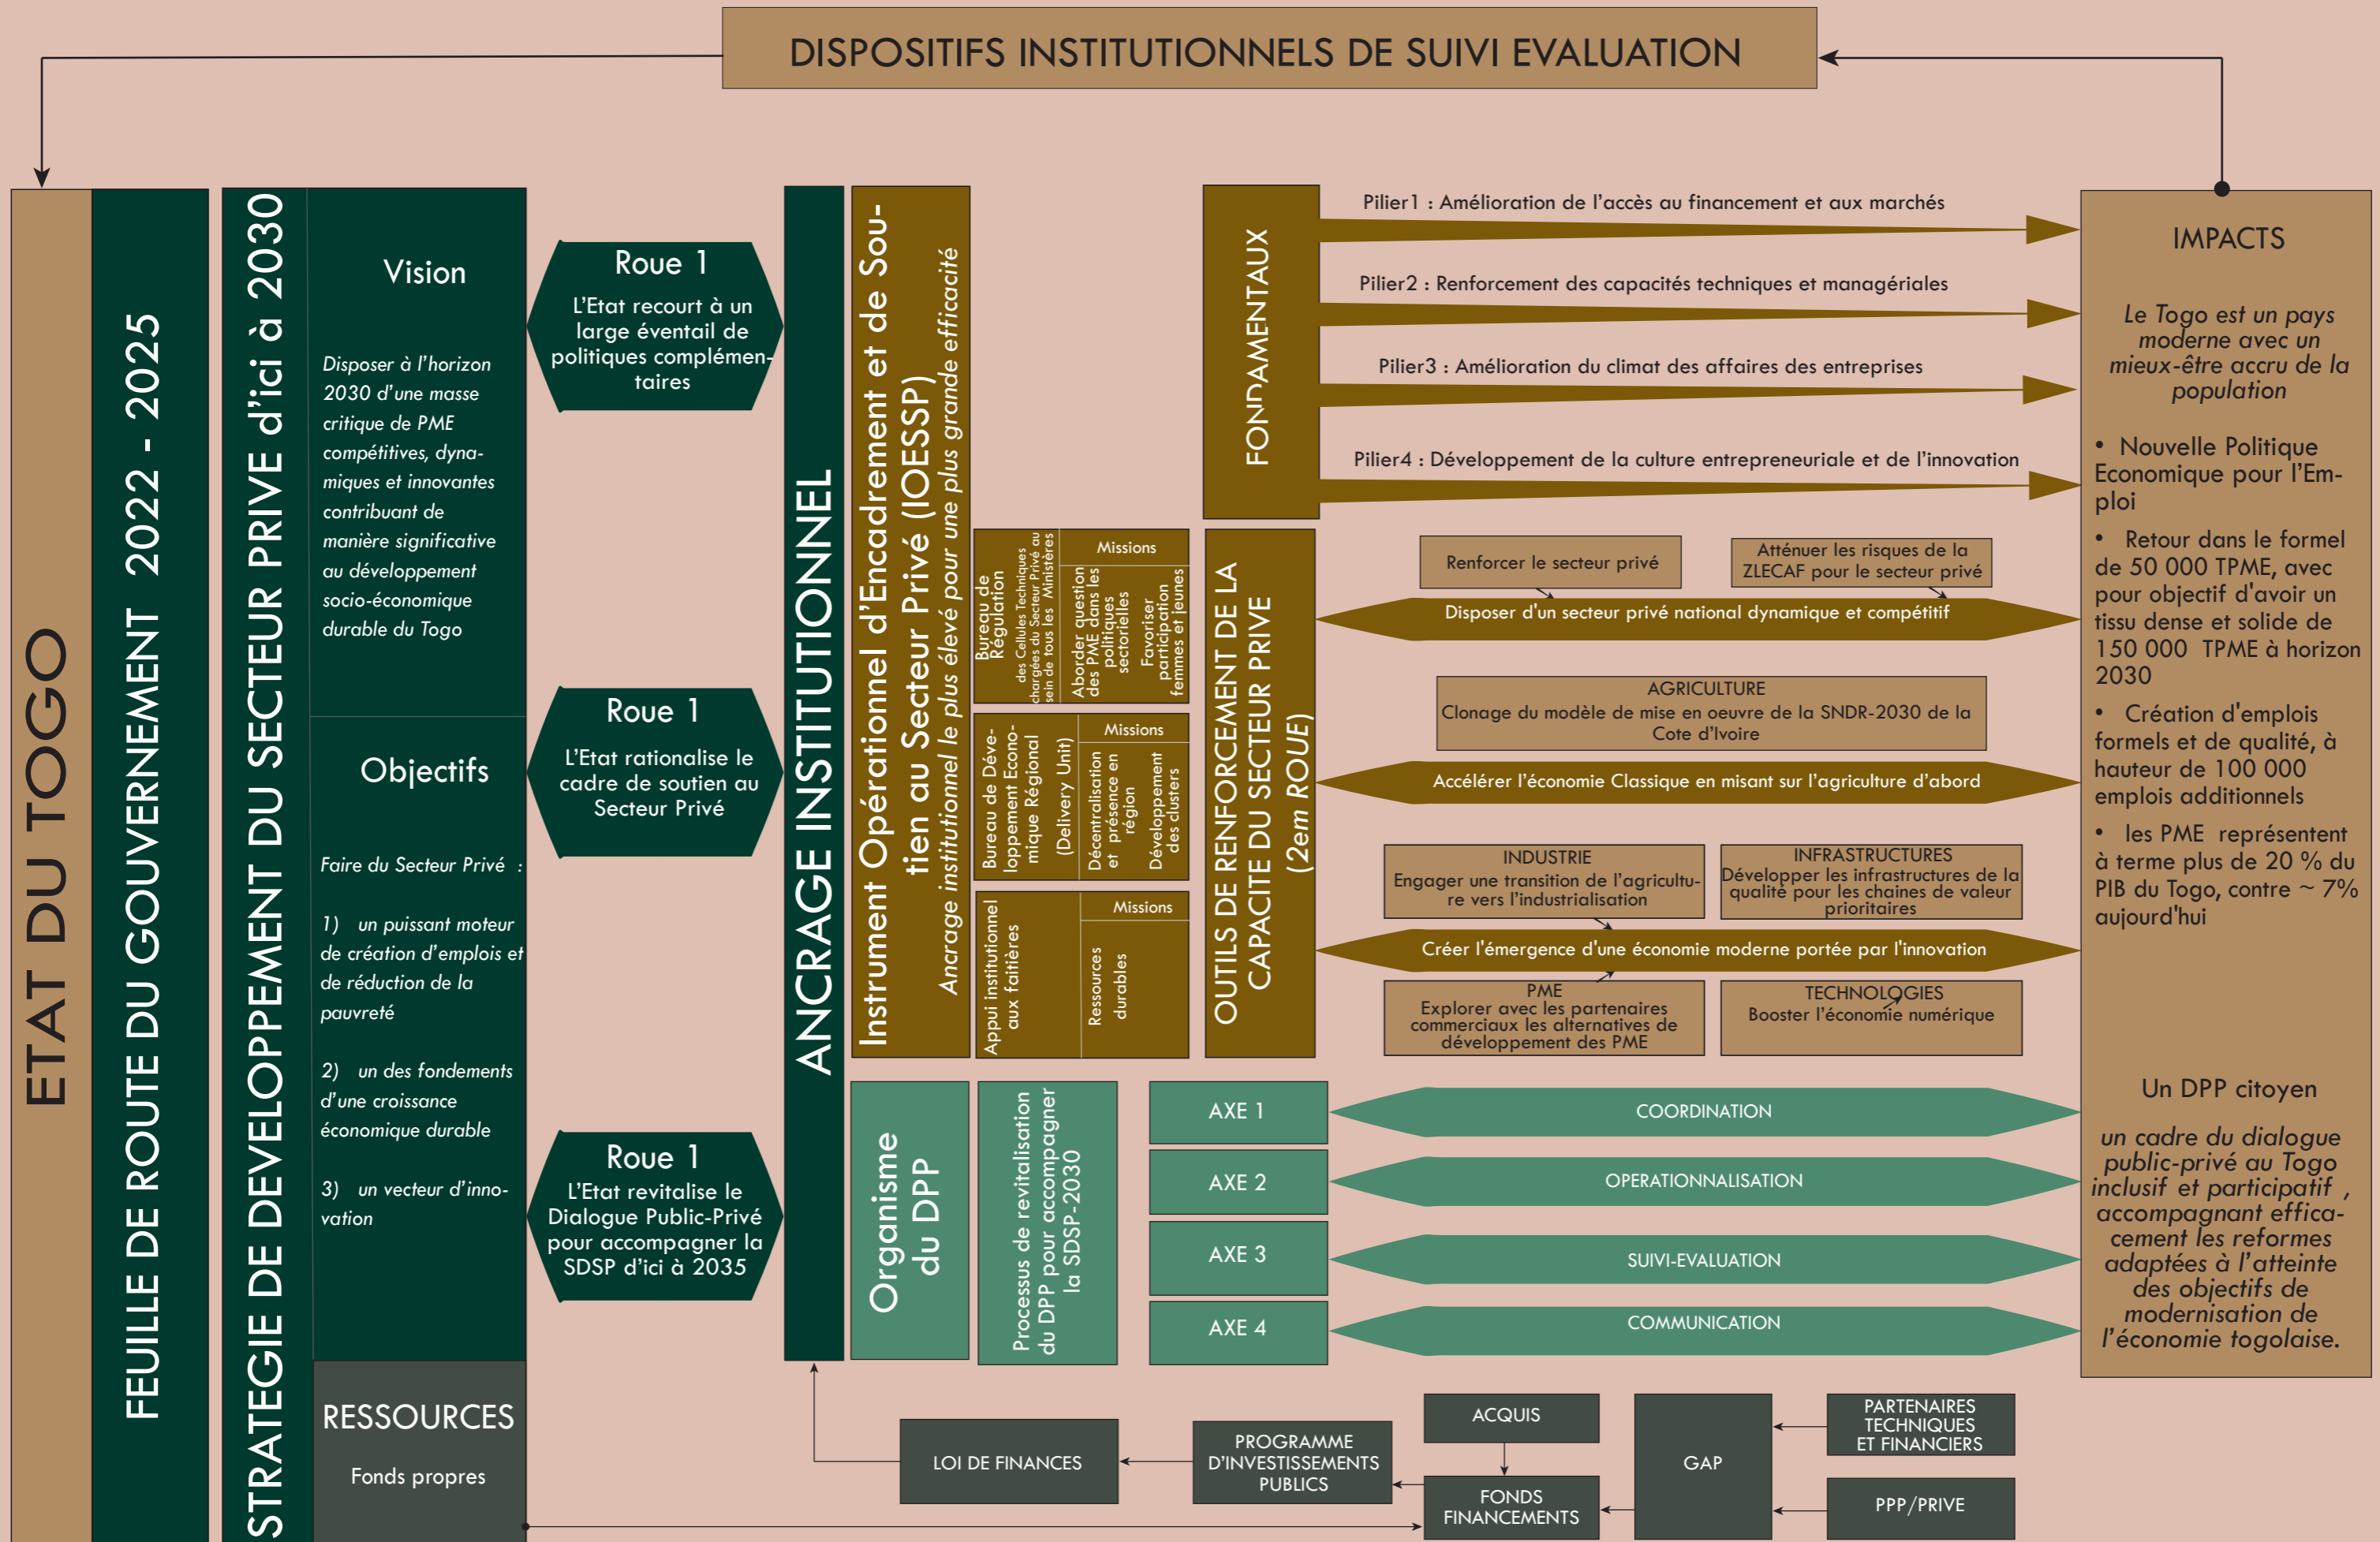 DISPOSITIFS INSTITUTIONNELS DE SUIVI EVALUATION
ETAT DU TOGO
FEUILLE DE ROUTE DU GOUVERNEMENT 2022 - 2025
STRATEGIE DE DEVELOPPEMENT DU SECTEUR PRIVE d'ici à 2030
Vision
Disposer à l'horizon
2030 d'une masse
critique de PME
compétitives, dyna-
miques et innovantes
contribuant de
manière significative
au développement
socio-économique
durable du Togo
Objectifs
Faire du Secteur Privé :
1) un puissant moteur
de création d'emplois et
de réduction de la
pauvreté
2) un des fondements
d'une croissance
économique durable
3) un vecteur d'inno-
vation
RESSOURCES
Fonds propres
Roue 1
L'Etat recourt à un
large éventail de
politiques complémen-
taires
Roue 1
L'Etat rationalise le
cadre de soutien au
Secteur Privé
Roue 1
L'Etat revitalise le
Dialogue Public-Privé
pour accompagner la
SDSP d'ici à 2035
ANCRAGE INSTITUTIONNEL
Instrument Opérationnel d'Encadrement et de Sou-
tien au Secteur Privé (IOESSP)
Ancrage institutionnel le plus élevé pour une plus grande efficacité
Bureau de
Régulation
des Cellules Techniques
chargées du Secteur Privé au
sein de tous les Ministères
Missions
Aborder question
des PME dans les
politiques
sectorielles
Favoriser
participation
femmes et jeunes
Bureau de Déve-
loppement Econo-
mique Régional
(Delivery Unit)
Missions
Décentralisation
et présence en
région
Développement
des clusters
Appui institutionnel
aux faitières
Missions
Ressources
durables
Organisme
du DPP
Processus de revitalisation
du DPP pour accompagner
la SDSP-2030
FONDAMENTAUX
Pilier1 : Amélioration de l'accès au financement et aux marchés
Pilier2 : Renforcement des capacités techniques et managériales
Pilier3 : Amélioration du climat des affaires des entreprises
Pilier4 : Développement de la culture entrepreneuriale et de l'innovation
OUTILS DE RENFORCEMENT DE LA
CAPACITE DU SECTEUR PRIVE
(2em ROUE)
Renforcer le secteur privé
Atténuer les risques de la
ZLECAF pour le secteur privé
Disposer d'un secteur privé national dynamique et compétitif
AGRICULTURE
Clonage du modèle de mise en oeuvre de la SNDR-2030 de la
Cote d'Ivoire
Accélérer l'économie Classique en misant sur l'agriculture d'abord
INDUSTRIE
Engager une transition de l'agricultu-
re vers l'industrialisation
INFRASTRUCTURES
Développer les infrastructures de la
qualité pour les chaines de valeur
prioritaires
Créer l'émergence d'une économie moderne portée par l'innovation
PME
Explorer avec les partenaires
commerciaux les alternatives de
développement des PME
TECHNOLOGIES
Booster l'économie numérique
AXE 1
COORDINATION
AXE 2
OPERATIONNALISATION
AXE 3
SUIVI-EVALUATION
AXE 4
COMMUNICATION
IMPACTS
Le Togo est un pays
moderne avec un
mieux-être accru de la
population
• Nouvelle Politique
Economique pour l'Em-
ploi
• Retour dans le formel
de 50 000 TPME, avec
pour objectif d'avoir un
tissu dense et solide de
150 000 TPME à horizon
2030
• Création d'emplois
formels et de qualité, à
hauteur de 100 000
emplois additionnels
• les PME représentent
à terme plus de 20 % du
PIB du Togo, contre ~ 7%
aujourd'hui
Un DPP citoyen
un cadre du dialogue
public-privé au Togo
inclusif et participatif ,
accompagnant effica-
cement les reformes
adaptées à l'atteinte
des objectifs de
modernisation de
l'économie togolaise.
LOI DE FINANCES
PROGRAMME
D'INVESTISSEMENTS
PUBLICS
ACQUIS
FONDS
FINANCEMENTS
GAP
PARTENAIRES
TECHNIQUES
ET FINANCIERS
PPP/PRIVE